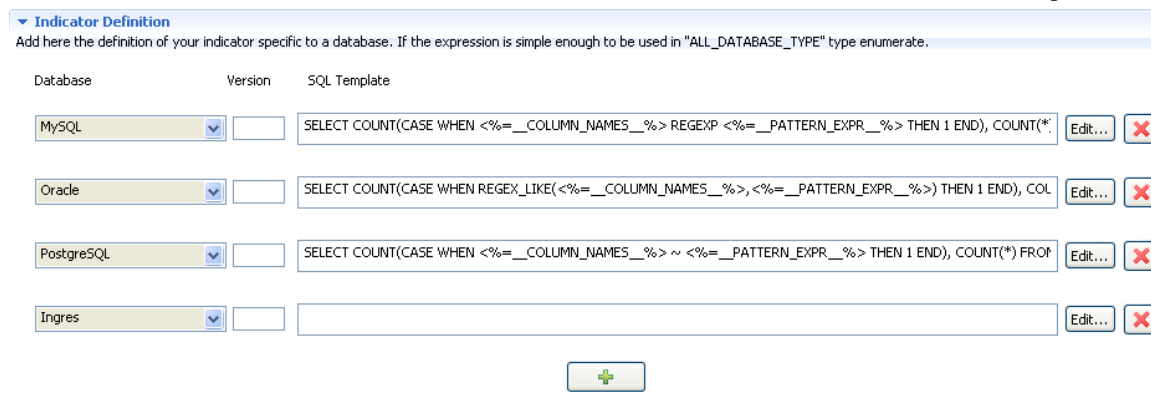 Indicator Definition
Add here the definition of your indicator specific to a database. If the expression is simple enough to be used in "ALL_DATABASE_TYPE" type enumerate.
Database Version SQL Template
MySQL SELECT COUNT(CASE WHEN <%=__COLUMN_NAMES__%> REGEXP <%=__PATTERN_EXPR__%> THEN 1 END), COUNT(*) Edit...
Oracle SELECT COUNT(CASE WHEN REGEX_LIKE(<%=__COLUMN_NAMES__%>,<%=__PATTERN_EXPR__%>) THEN 1 END), COU Edit...
PostgreSQL SELECT COUNT(CASE WHEN <%=__COLUMN_NAMES__%> ~ <%=__PATTERN_EXPR__%> THEN 1 END), COUNT(*) FROM Edit...
Ingres Edit...